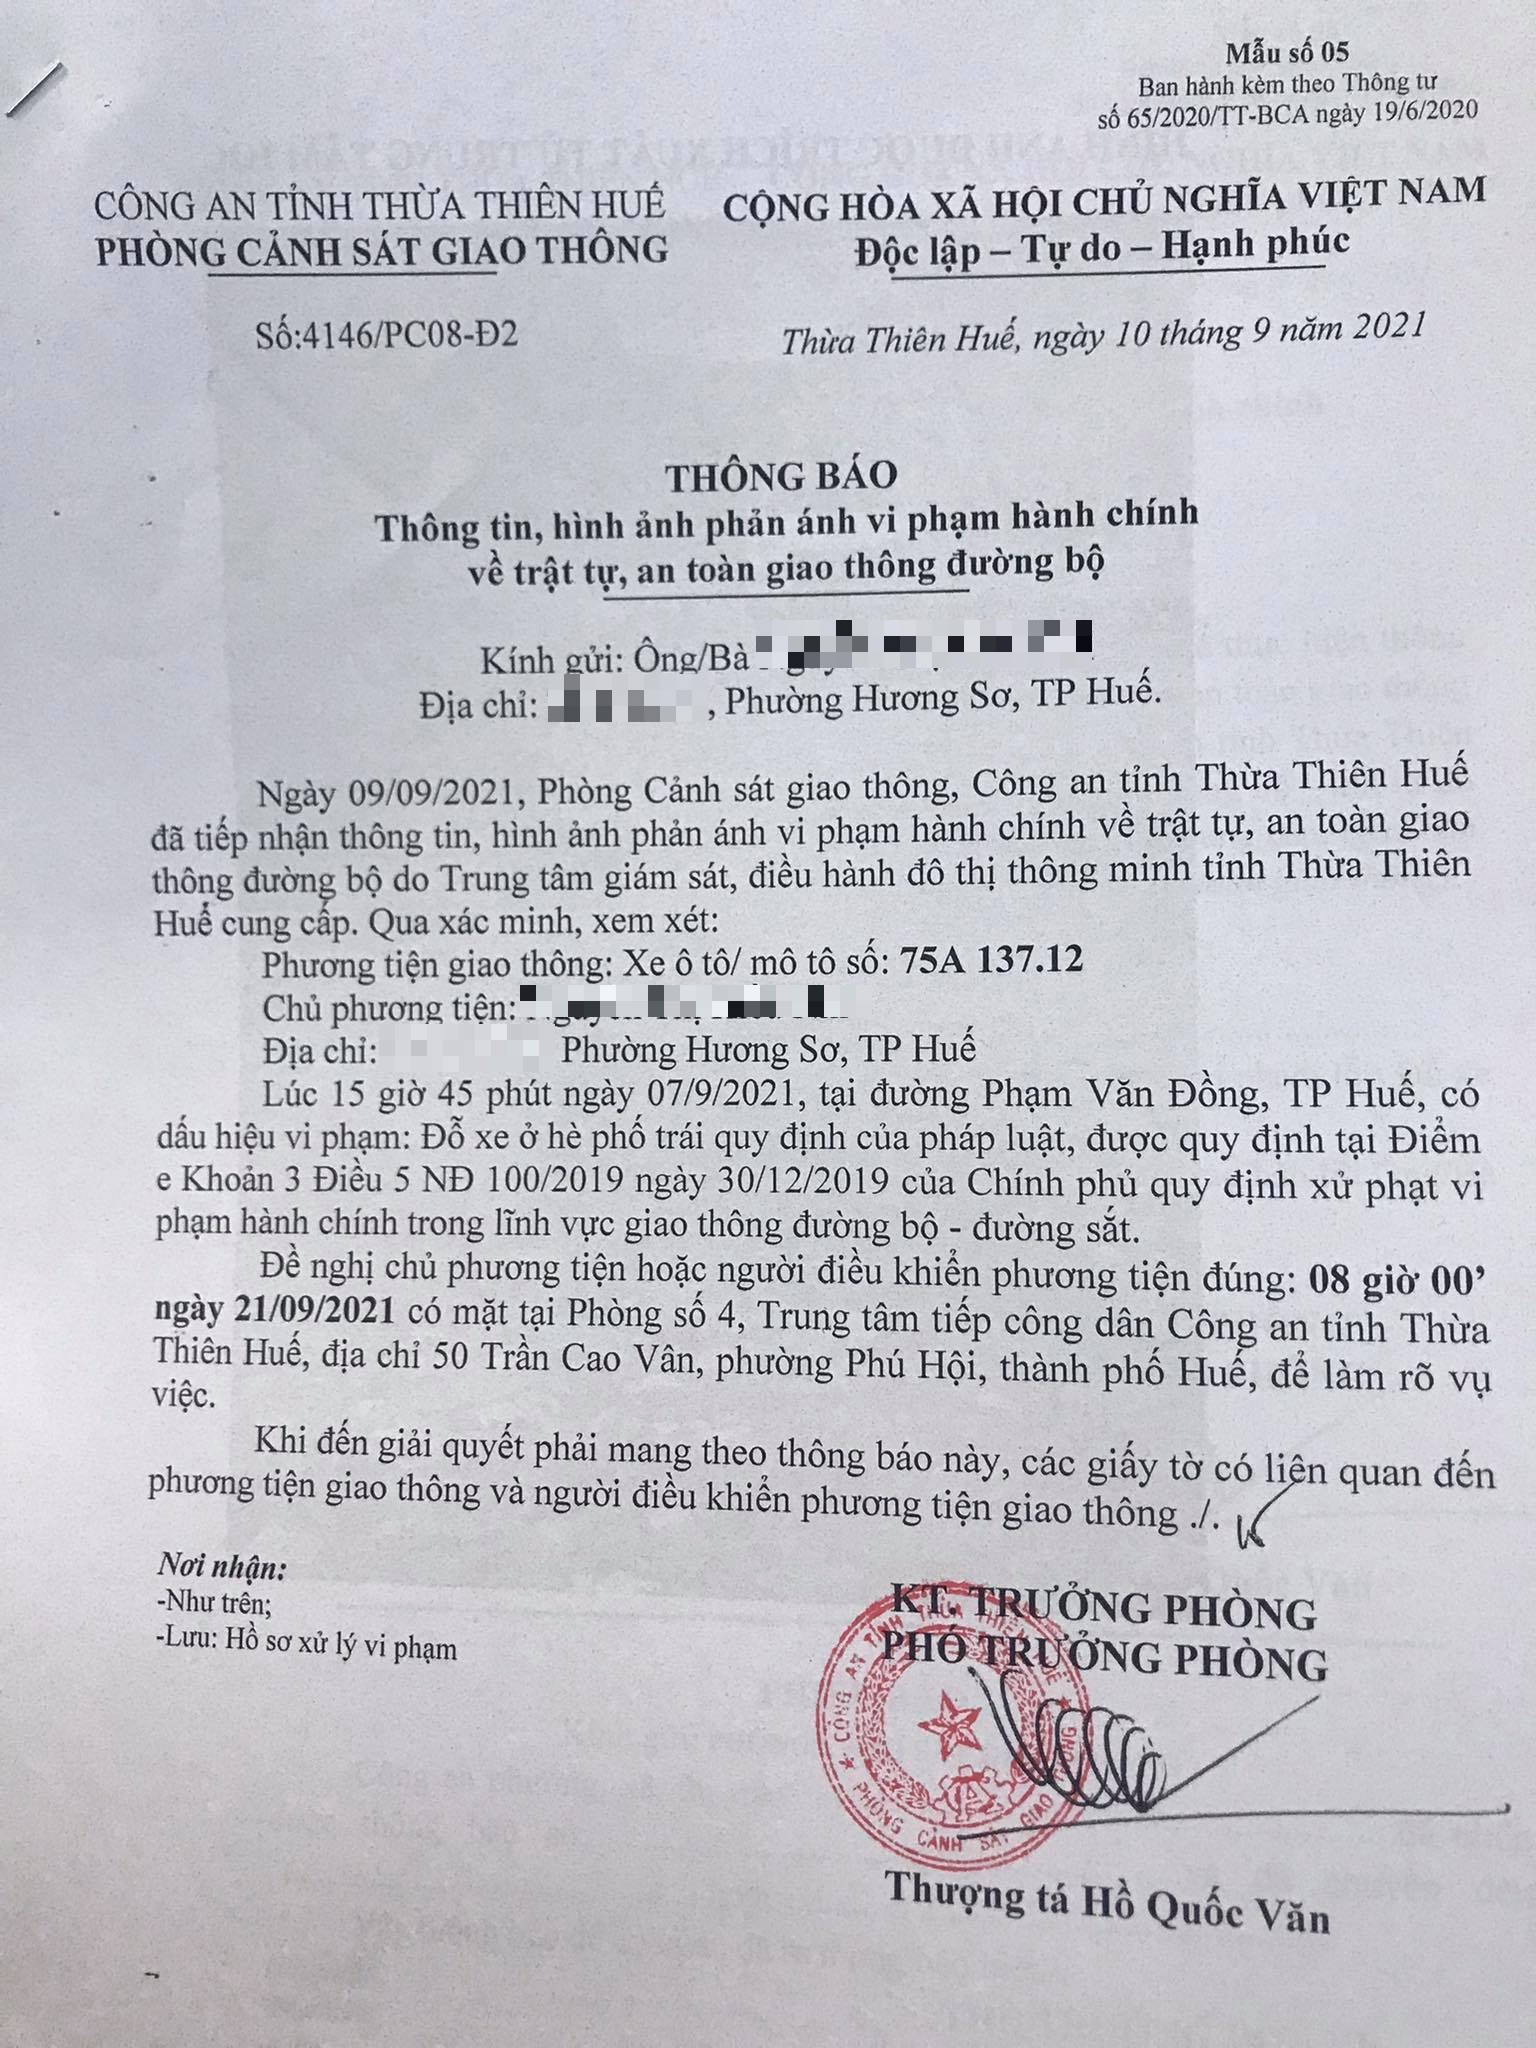 Mẫu số 05
Ban hành kèm theo Thông tư
số 65/2020/TT-BCA ngày 19/6/2020
CÔNG AN TỈNH THỪA THIÊN HUẾ
PHÒNG CẢNH SÁT GIAO THÔNG
CỘNG HÒA XÃ HỘI CHỦ NGHĨA VIỆT NAM
Độc lập – Tự do – Hạnh phúc
Số:4146/PC08-Đ2
Thừa Thiên Huế, ngày 10 tháng 9 năm 2021
THÔNG BÁO
Thông tin, hình ảnh phản ánh vi phạm hành chính
về trật tự, an toàn giao thông đường bộ
Kính gửi: Ông/Bà
Địa chỉ: , Phường Hương Sơ, TP Huế.
Ngày 09/09/2021, Phòng Cảnh sát giao thông, Công an tỉnh Thừa Thiên Huế
đã tiếp nhận thông tin, hình ảnh phản ánh vi phạm hành chính về trật tự, an toàn giao
thông đường bộ do Trung tâm giám sát, điều hành đô thị thông minh tỉnh Thừa Thiên
Huế cung cấp. Qua xác minh, xem xét:
Phương tiện giao thông: Xe ô tô/ mô tô số: 75A 137.12
Chủ phương tiện:
Địa chỉ: Phường Hương Sơ, TP Huế
Lúc 15 giờ 45 phút ngày 07/9/2021, tại đường Phạm Văn Đồng, TP Huế, có
dấu hiệu vi phạm: Đỗ xe ở hè phố trái quy định của pháp luật, được quy định tại Điểm
e Khoản 3 Điều 5 NĐ 100/2019 ngày 30/12/2019 của Chính phủ quy định xử phạt vi
phạm hành chính trong lĩnh vực giao thông đường bộ - đường sắt.
Đề nghị chủ phương tiện hoặc người điều khiển phương tiện đúng: 08 giờ 00’
ngày 21/09/2021 có mặt tại Phòng số 4, Trung tâm tiếp công dân Công an tỉnh Thừa
Thiên Huế, địa chỉ 50 Trần Cao Vân, phường Phú Hội, thành phố Huế, để làm rõ vụ
việc.
Khi đến giải quyết phải mang theo thông báo này, các giấy tờ có liên quan đến
phương tiện giao thông và người điều khiển phương tiện giao thông ./.
Nơi nhận:
-Như trên;
-Lưu: Hồ sơ xử lý vi phạm
KT. TRƯỞNG PHÒNG
PHÓ TRƯỞNG PHÒNG
CÔNG AN TỈNH THỪA THIÊN HUẾ
PHÒNG CẢNH SÁT GIAO THÔNG
Thượng tá Hồ Quốc Văn